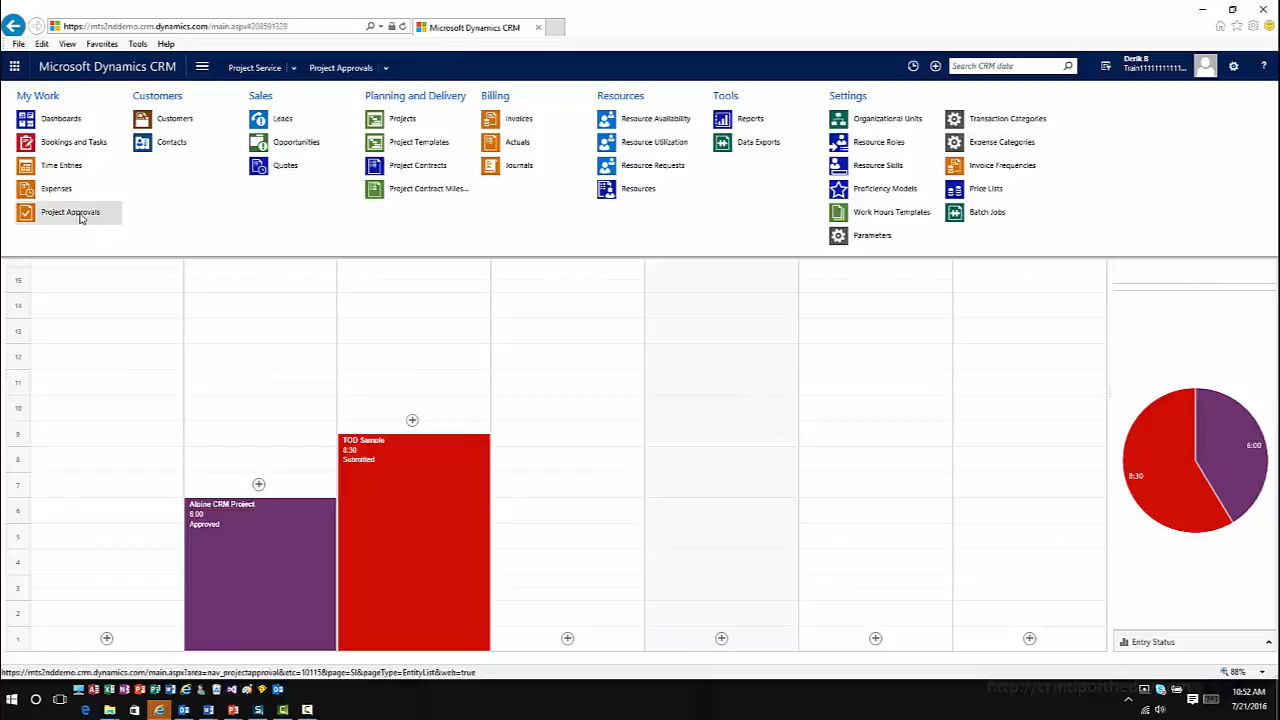 https://mts2nddemo.crm.dynamics.com/main.aspx#208591328
Microsoft Dynamics CRM
File Edit View Favorites Tools Help
Microsoft Dynamics CRM
Project Service
Project Approvals
Search CRM data
Derik B
Train11111111111...
?
My Work
Dashboards
Bookings and Tasks
Time Entries
Expenses
Project Approvals
Customers
Customers
Contacts
Sales
Leads
Opportunities
Quotes
Planning and Delivery
Projects
Project Templates
Project Contracts
Project Contract Miles...
Billing
Invoices
Actuals
Journals
Resources
Resource Availability
Resource Utilization
Resource Requests
Resources
Tools
Reports
Data Exports
Settings
Organizational Units
Resource Roles
Resource Skills
Proficiency Models
Work Hours Templates
Parameters
Transaction Categories
Expense Categories
Invoice Frequencies
Price Lists
Batch Jobs
15
14
13
12
11
10
9
8
7
6
5
4
3
2
1
Alpine CRM Project
6:00
Approved
TOD Sample
8:30
Submitted
6:00
8:30
Entry Status
https://mts2nddemo.crm.dynamics.com/main.aspx?area=nav_projectapproval&etc=10115&page=SI&pageType=EntityList&web=true
88%
10:52 AM
7/21/2016